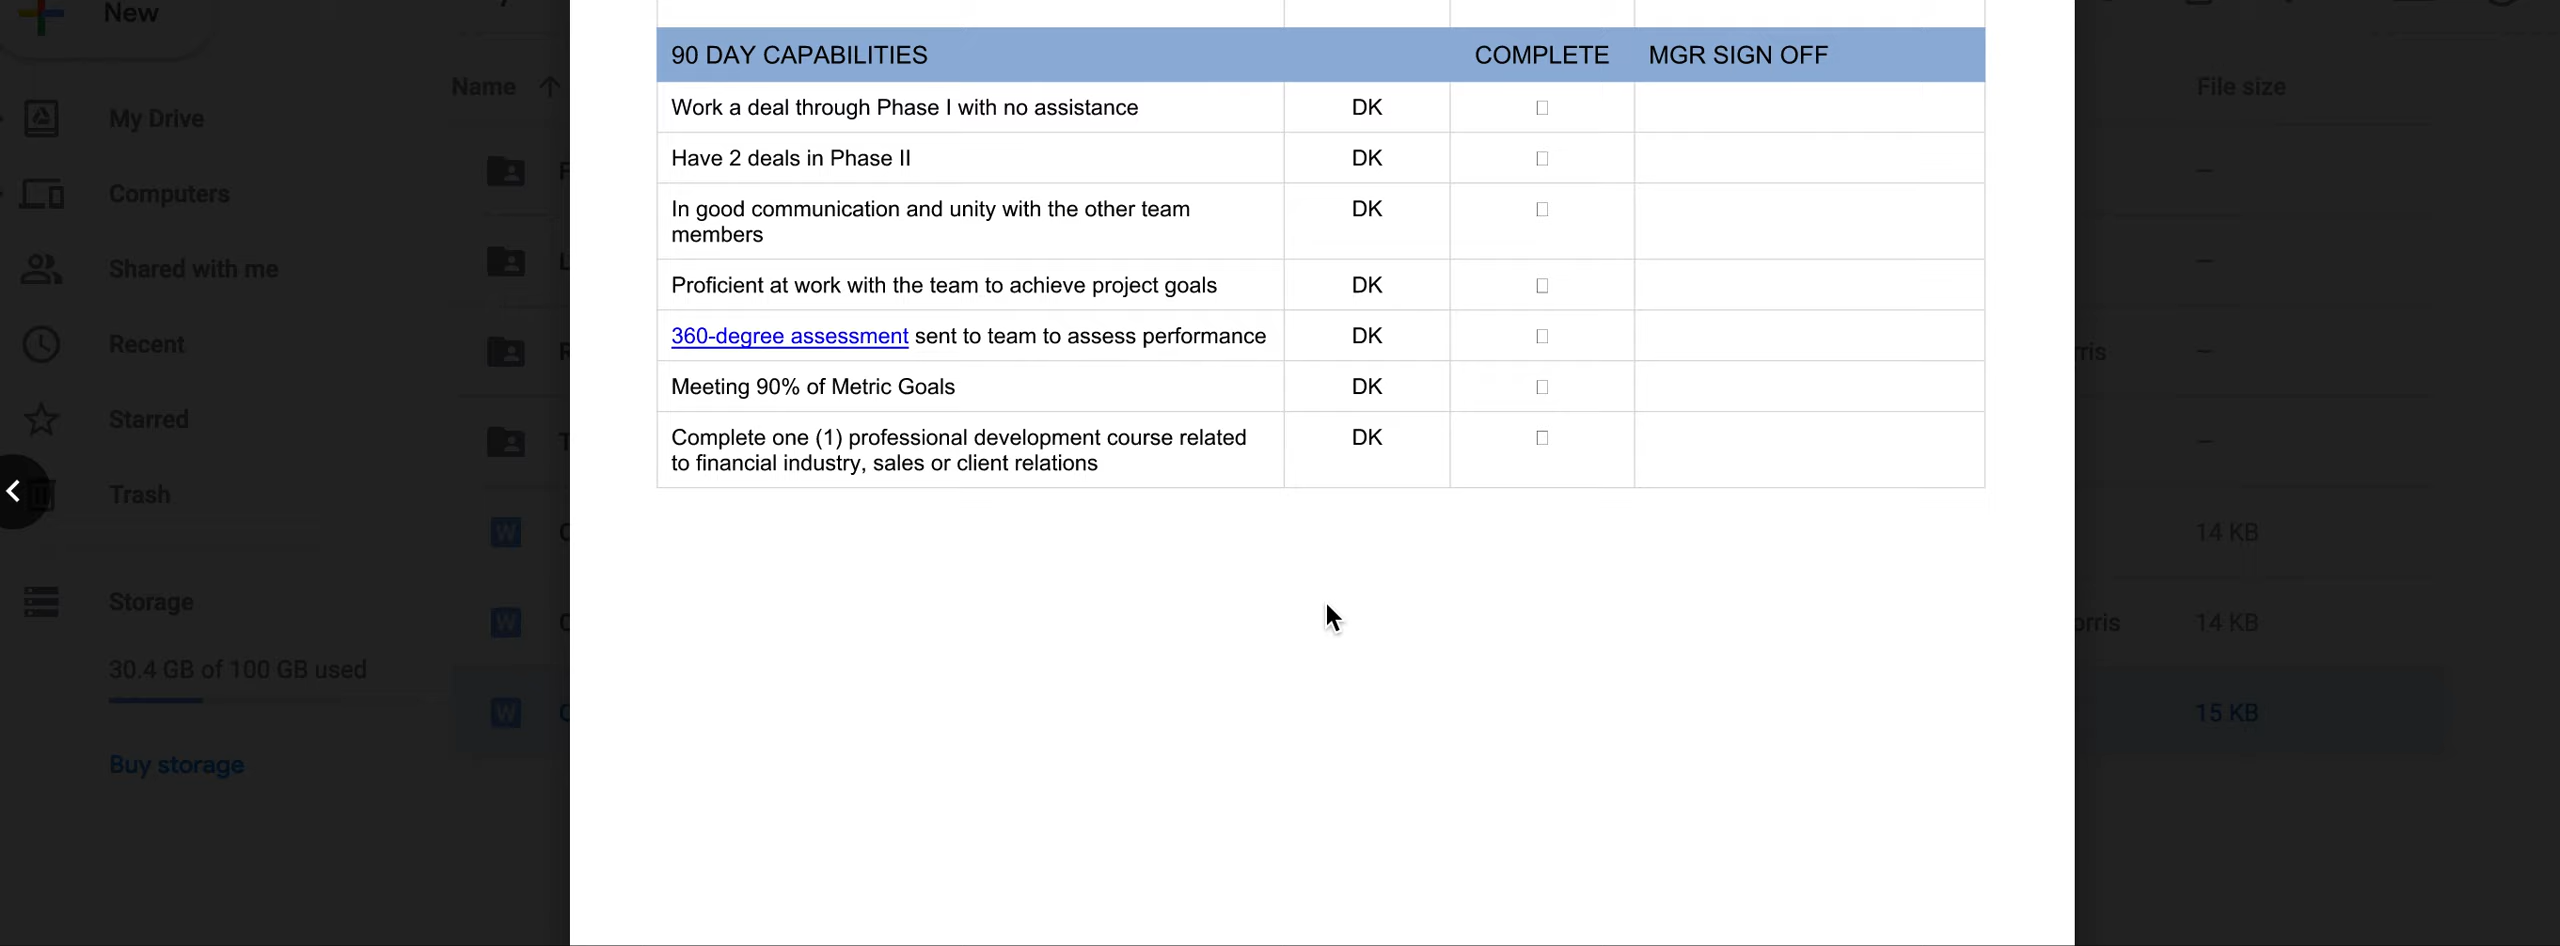 New
Name
File size
My Drive
Computers
Shared with me
Recent
Starred
Trash
Storage
30.4 GB of 100 GB used
Buy storage
90 DAY CAPABILITIES COMPLETE MGR SIGN OFF
Work a deal through Phase I with no assistance DK
Have 2 deals in Phase II DK
In good communication and unity with the other team DK
members
Proficient at work with the team to achieve project goals DK
360-degree assessment sent to team to assess performance DK
Meeting 90% of Metric Goals DK
Complete one (1) professional development course related DK
to financial industry, sales or client relations
14 KB
14 KB
15 KB